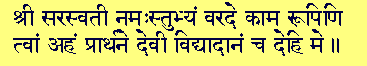 श्री सरस्वती नमःस्तुभ्यं वरदे काम रूपिणि
त्वां अहं प्रार्थने देवी विद्यादानं च देहि मे ॥